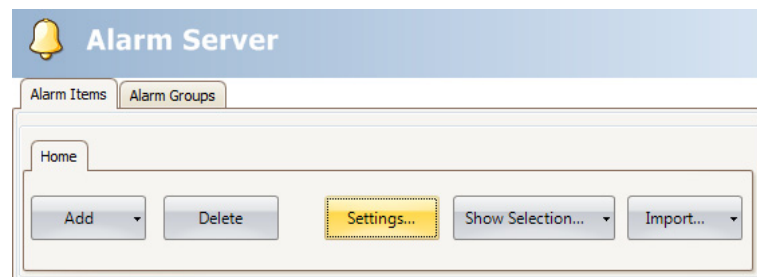 Alarm Server
Alarm Items Alarm Groups
Home
Add Delete Settings... Show Selection... Import...